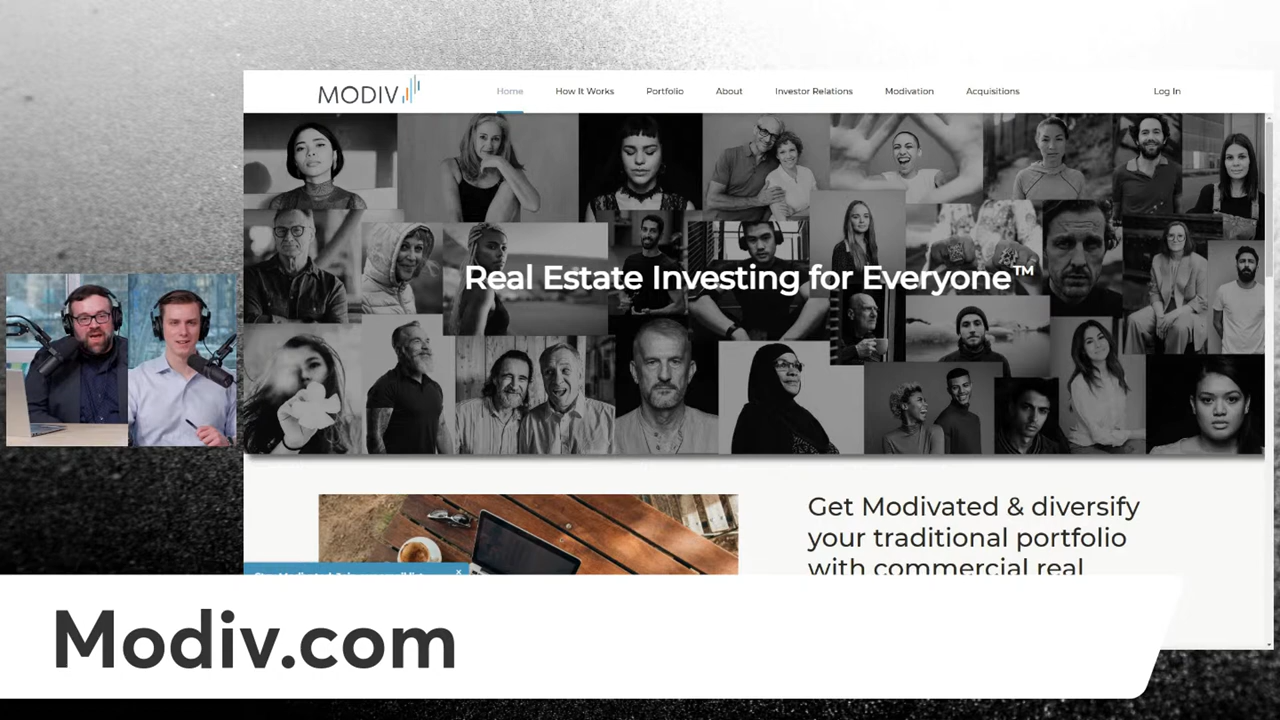 MODIV
Home How It Works Portfolio About Investor Relations Modivation Acquisitions Log In
Real Estate Investing for Everyone™
Get Modivated & diversify
your traditional portfolio
with commercial real
Modiv.com